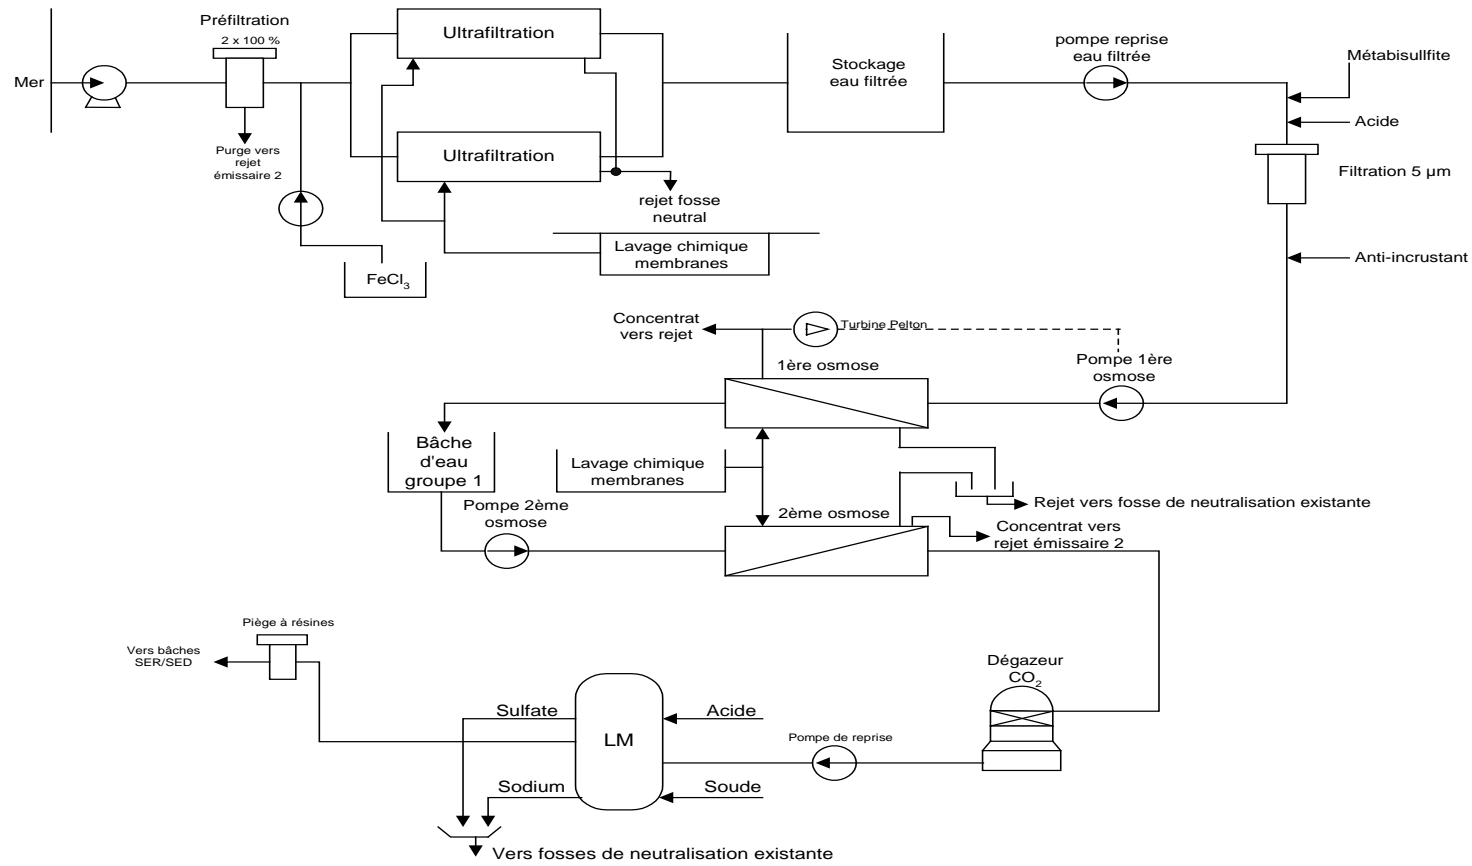 Préfiltration
2 x 100 %
Mer
Purge vers
rejet
émissaire 2
FeCl3
Ultrafiltration
Ultrafiltration
rejet fosse
neutral
Lavage chimique
membranes
Stockage
eau filtrée
pompe reprise
eau filtrée
Métabisullfite
Acide
Filtration 5 µm
Anti-incrustant
Concentrat
vers rejet
Turbine Pelton
1ère osmose
Pompe 1ère
osmose
Bâche
d'eau
groupe 1
Lavage chimique
membranes
Rejet vers fosse de neutralisation existante
Pompe 2ème
osmose
2ème osmose
Concentrat vers
rejet émissaire 2
Piège à résines
Vers bâches
SER/SED
Dégazeur
CO2
Sulfate
Acide
LM
Pompe de reprise
Sodium
Soude
Vers fosses de neutralisation existante